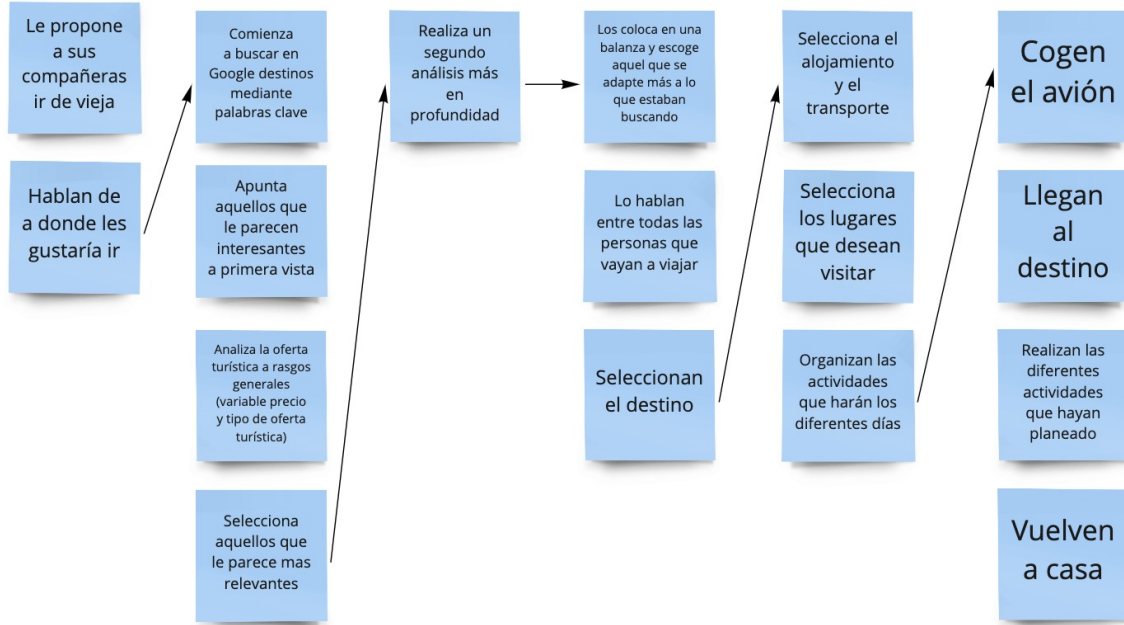 Le propone
a sus
compañeras
ir de vieja
Hablan de
a donde les
gustaría ir
Comienza
a buscar en
Google destinos
mediante
palabras clave
Apunta
aquellos que
le parecen
interesantes
a primera vista
Analiza la oferta
turística a rasgos
generales
(variable precio
y tipo de oferta
turística)
Selecciona
aquellos que
le parece mas
relevantes
Realiza un
segundo
análisis más
en
profundidad
Los coloca en una
balanza y escoge
aquel que se
adapte más a lo
que estaban
buscando
Lo hablan
entre todas las
personas que
vayan a viajar
Seleccionan
el destino
Selecciona el
alojamiento
y el
transporte
Selecciona
los lugares
que desean
visitar
Organizan las
actividades
que harán los
diferentes días
Cogen
el avión
Llegan
al
destino
Realizan las
diferentes
actividades
que hayan
planeado
Vuelven
a casa